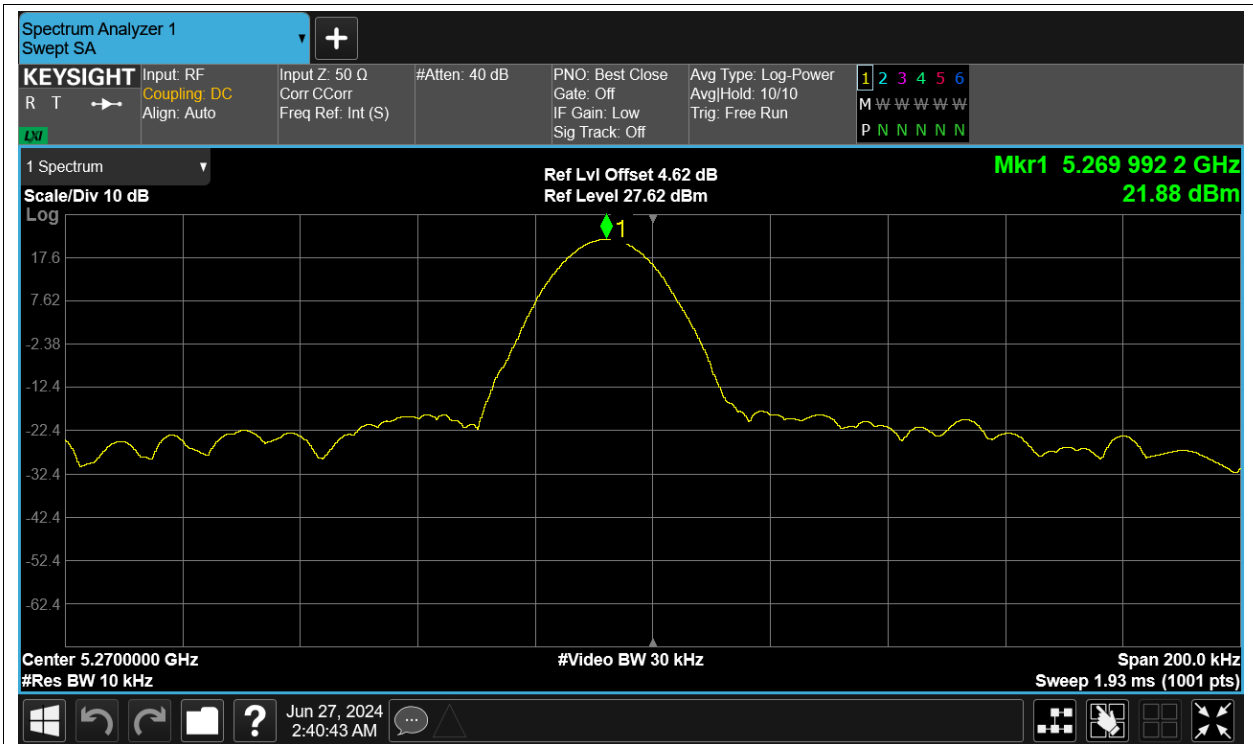 Spectrum Analyzer 1
Swept SA
KEYSIGHT
R T
LXI
Input: RF
Coupling: DC
Align: Auto
Input Z: 50 Ω
Corr CCorr
Freq Ref: Int (S)
#Atten: 40 dB
PNO: Best Close
Gate: Off
IF Gain: Low
Sig Track: Off
Avg Type: Log-Power
Avg|Hold: 10/10
Trig: Free Run
1 2 3 4 5 6
M W W W W W
P N N N N N
1 Spectrum
Scale/Div 10 dB
Ref Lvl Offset 4.62 dB
Ref Level 27.62 dBm
Mkr1 5.269 992 2 GHz
21.88 dBm
Log
1
17.6
7.62
-2.38
-12.4
-22.4
-32.4
-42.4
-52.4
-62.4
Center 5.2700000 GHz
#Res BW 10 kHz
#Video BW 30 kHz
Span 200.0 kHz
Sweep 1.93 ms (1001 pts)
?
Jun 27, 2024
2:40:43 AM